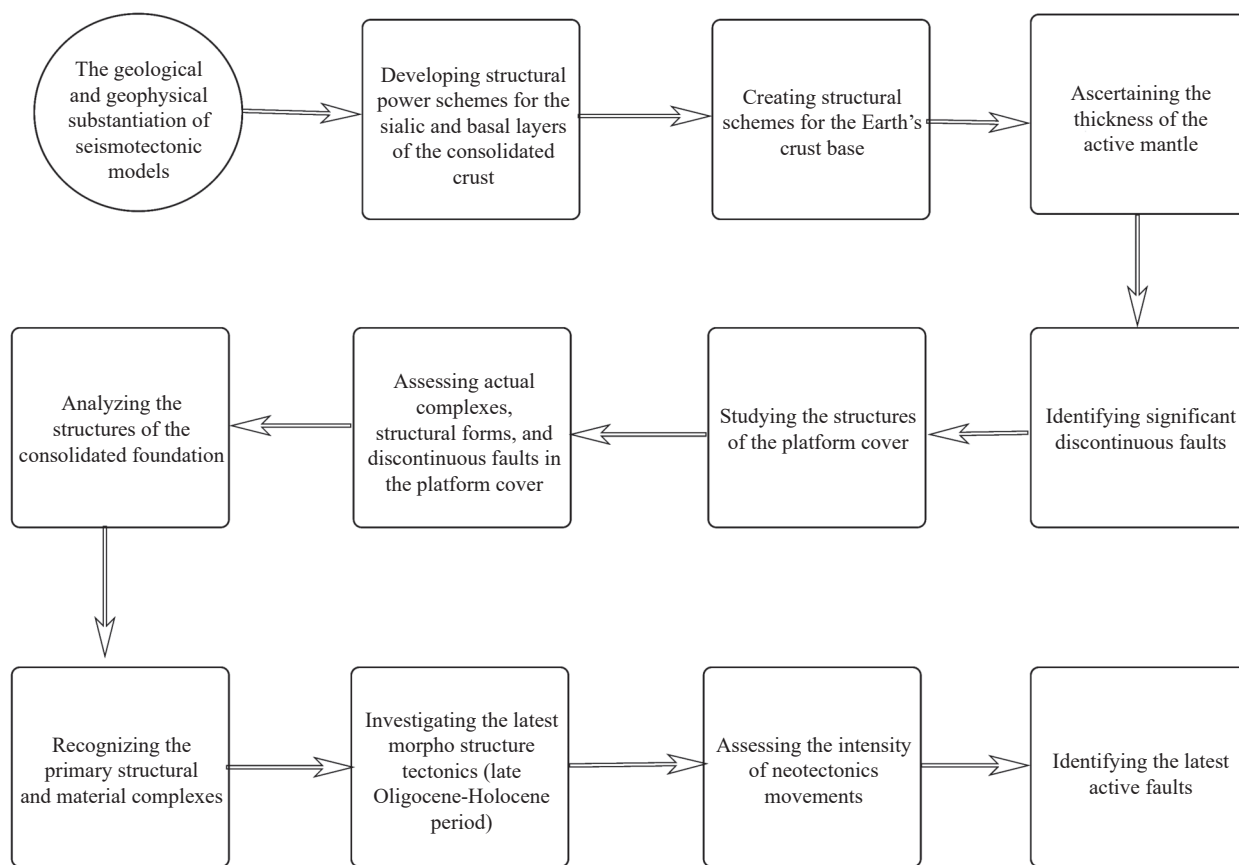 The geological
and geophysical
substantiation of
seismotectonic
models
Developing structural
power schemes for the
sialic and basal layers
of the consolidated
crust
Creating structural
schemes for the Earth's
crust base
Ascertaining the
thickness of the
active mantle
Analyzing the
structures of the
consolidated foundation
Assessing actual
complexes,
structural forms, and
discontinuous faults in
the platform cover
Studying the structures
of the platform cover
Identifying significant
discontinuous faults
Recognizing the
primary structural
and material complexes
Investigating the latest
morpho structure
tectonics (late
Oligocene-Holocene
period)
Assessing the intensity
of neotectonics
movements
Identifying the latest
active faults